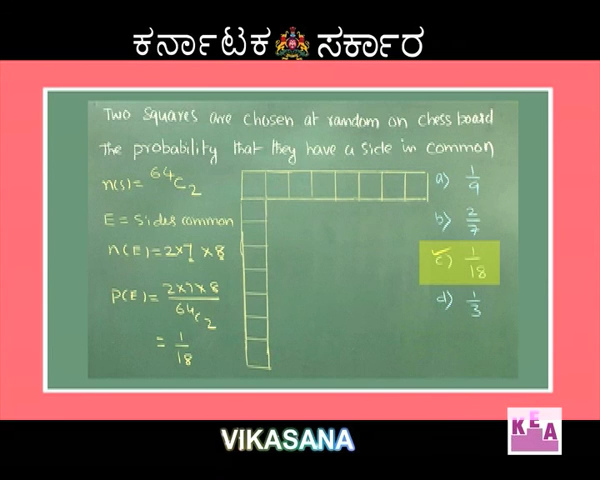 ಕರ್ನಾಟಕ ಸರ್ಕಾರ
Two squares are chosen at random on chess board
The probability that they have a side in common
n(s) = ⁶⁴C₂
E = Sides common
n(E) = 2×7×8
P(E) = 2×7×8 / ⁶⁴C₂
= 1/18
a) 1/9
b) 2/7
c) 1/18
d) 1/3
VIKASANA
KEA